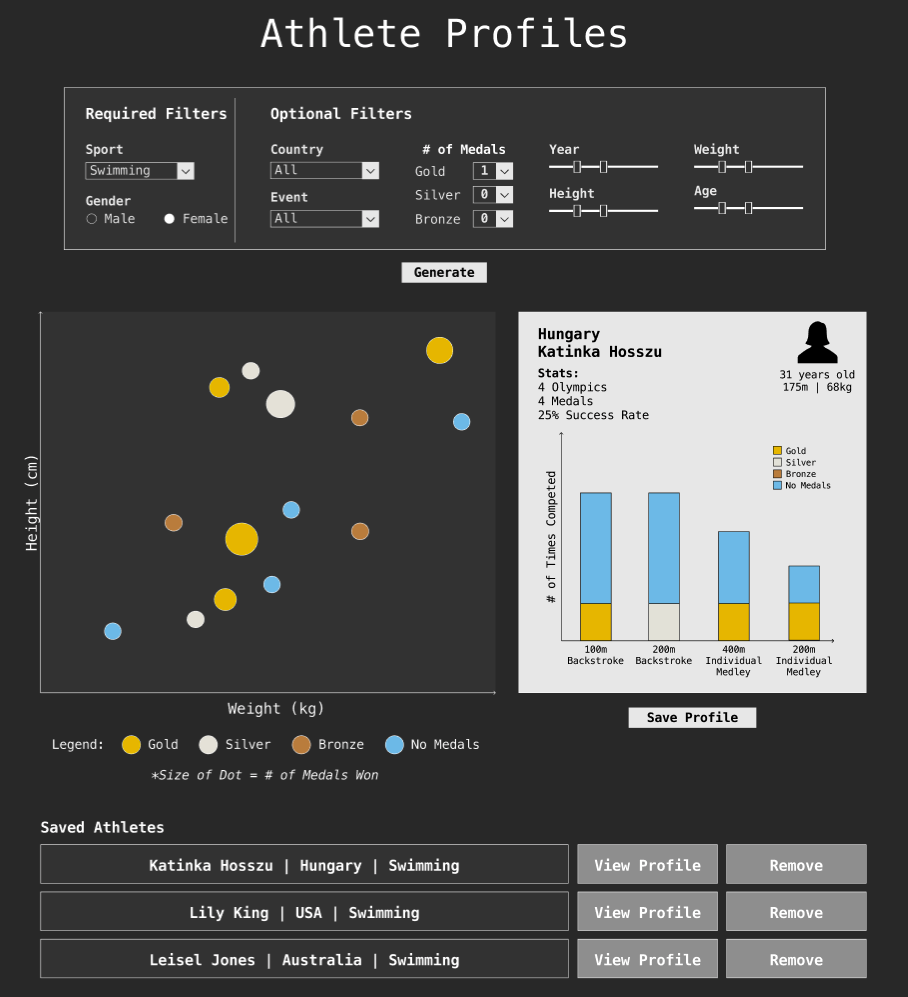 Athlete Profiles
Required Filters
Sport
Swimming
Gender
Male Female
Optional Filters
Country
All
Event
All
# of Medals
Gold 1
Silver 0
Bronze 0
Year
Height
Weight
Age
Generate
Height (cm)
Weight (kg)
Legend: Gold Silver Bronze No Medals
*Size of Dot = # of Medals Won
Hungary
Katinka Hosszu
Stats:
4 Olympics
4 Medals
25% Success Rate
31 years old
175m | 68kg
Gold
Silver
Bronze
No Medals
# of Times Competed
100m
Backstroke
200m
Backstroke
400m
Individual
Medley
200m
Individual
Medley
Save Profile
Saved Athletes
Katinka Hosszu | Hungary | Swimming View Profile Remove
Lily King | USA | Swimming View Profile Remove
Leisel Jones | Australia | Swimming View Profile Remove